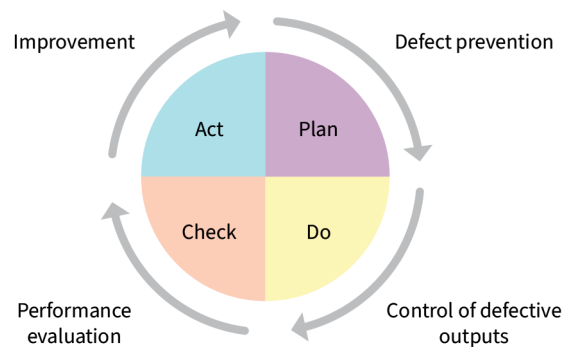 Improvement
Defect prevention
Act
Plan
Check
Do
Performance
evaluation
Control of defective
outputs